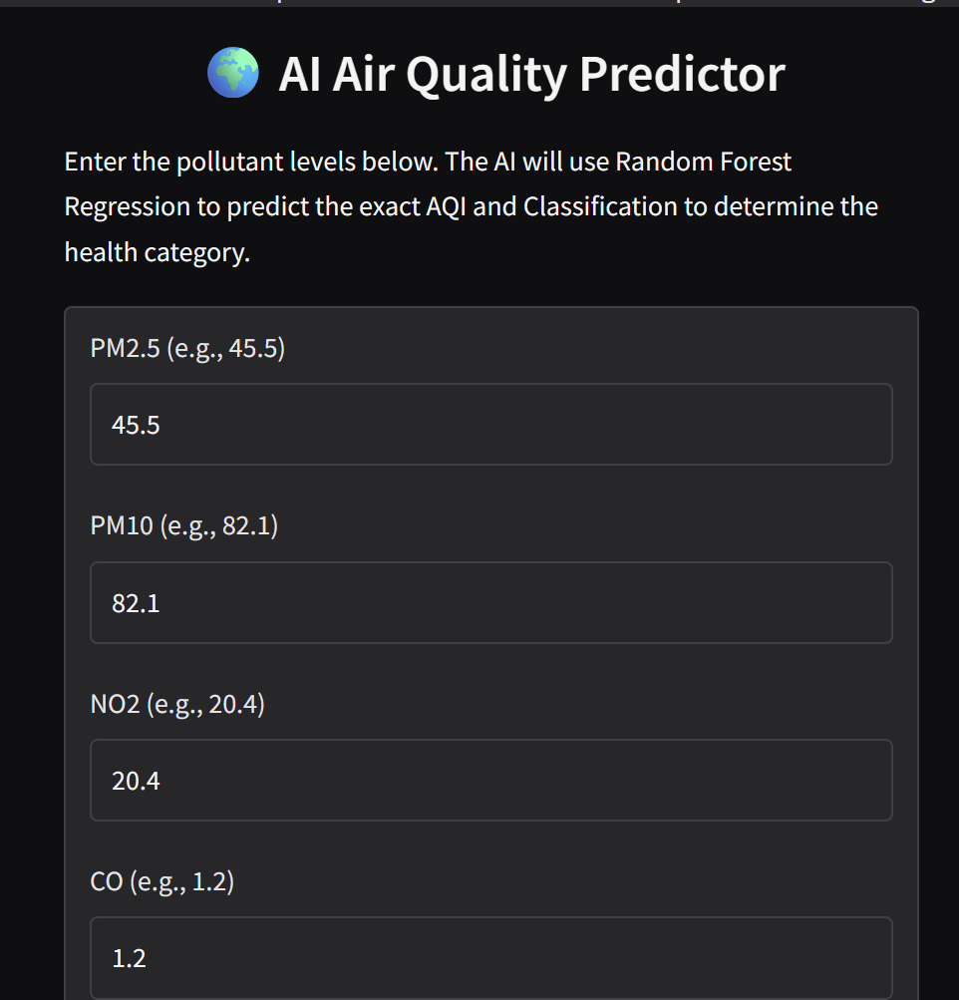 AI Air Quality Predictor
Enter the pollutant levels below. The AI will use Random Forest
Regression to predict the exact AQI and Classification to determine the
health category.
PM2.5 (e.g., 45.5)
45.5
PM10 (e.g., 82.1)
82.1
NO2 (e.g., 20.4)
20.4
CO (e.g., 1.2)
1.2